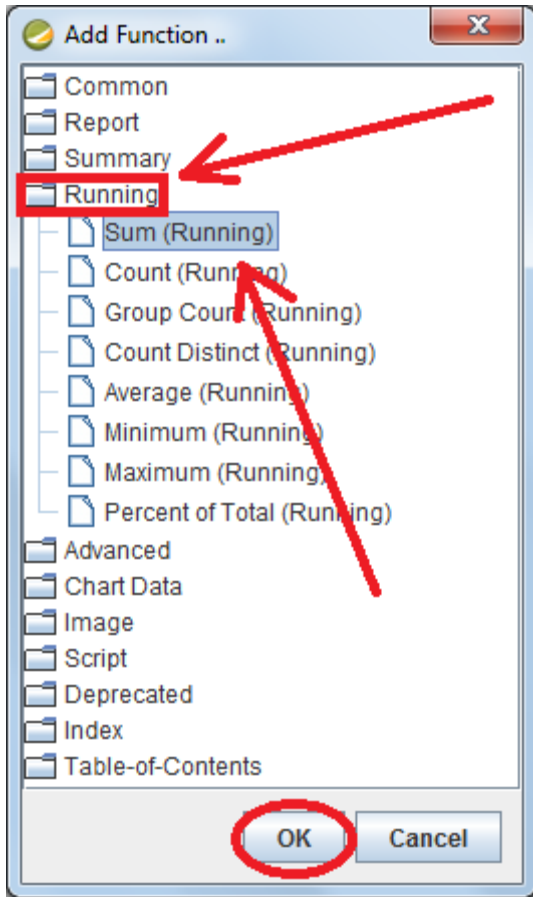 Add Function ..
Common
Report
Summary
Running
Sum (Running)
Count (Running)
Group Count (Running)
Count Distinct (Running)
Average (Running)
Minimum (Running)
Maximum (Running)
Percent of Total (Running)
Advanced
Chart Data
Image
Script
Deprecated
Index
Table-of-Contents
OK Cancel